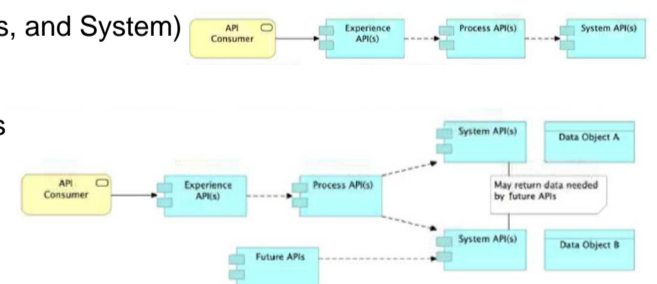 s, and System)
API
Consumer
Experience
API(s)
Process API(s)
System API(s)
s
System API(s)
Data Object A
API
Consumer
Experience
API(s)
Process API(s)
May return data needed
by future APIs
System API(s)
Data Object B
Future APIs